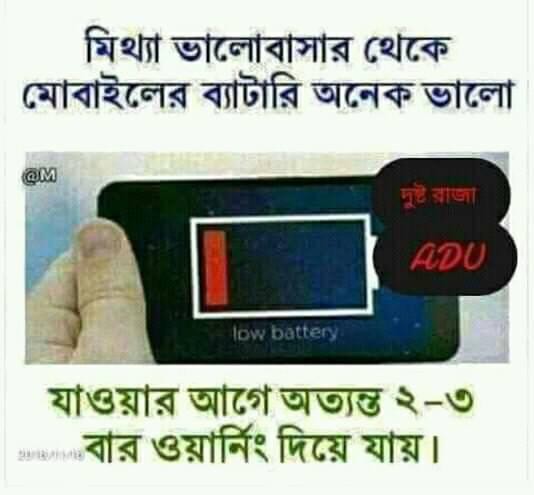 মিথ্যা ভালোবাসার থেকে
মোবাইলের ব্যাটারি অনেক ভালো
@M
দুষ্ট রাজা
ADU
low battery
যাওয়ার আগে অত্যন্ত ২-৩
বার ওয়ার্নিং দিয়ে যায়।